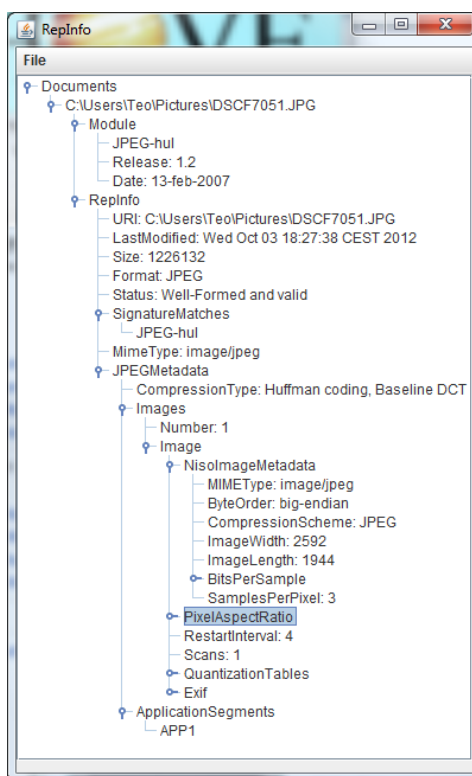 RepInfo
File
Documents
C:\Users\Teo\Pictures\DSCF7051.JPG
Module
JPEG-hul
Release: 1.2
Date: 13-feb-2007
RepInfo
URI: C:\Users\Teo\Pictures\DSCF7051.JPG
LastModified: Wed Oct 03 18:27:38 CEST 2012
Size: 1226132
Format: JPEG
Status: Well-Formed and valid
SignatureMatches
JPEG-hul
MimeType: image/jpeg
JPEGMetadata
CompressionType: Huffman coding, Baseline DCT
Images
Number: 1
Image
NisoImageMetadata
MIMEType: image/jpeg
ByteOrder: big-endian
CompressionScheme: JPEG
ImageWidth: 2592
ImageLength: 1944
BitsPerSample
SamplesPerPixel: 3
PixelAspectRatio
RestartInterval: 4
Scans: 1
QuantizationTables
Exif
ApplicationSegments
APP1